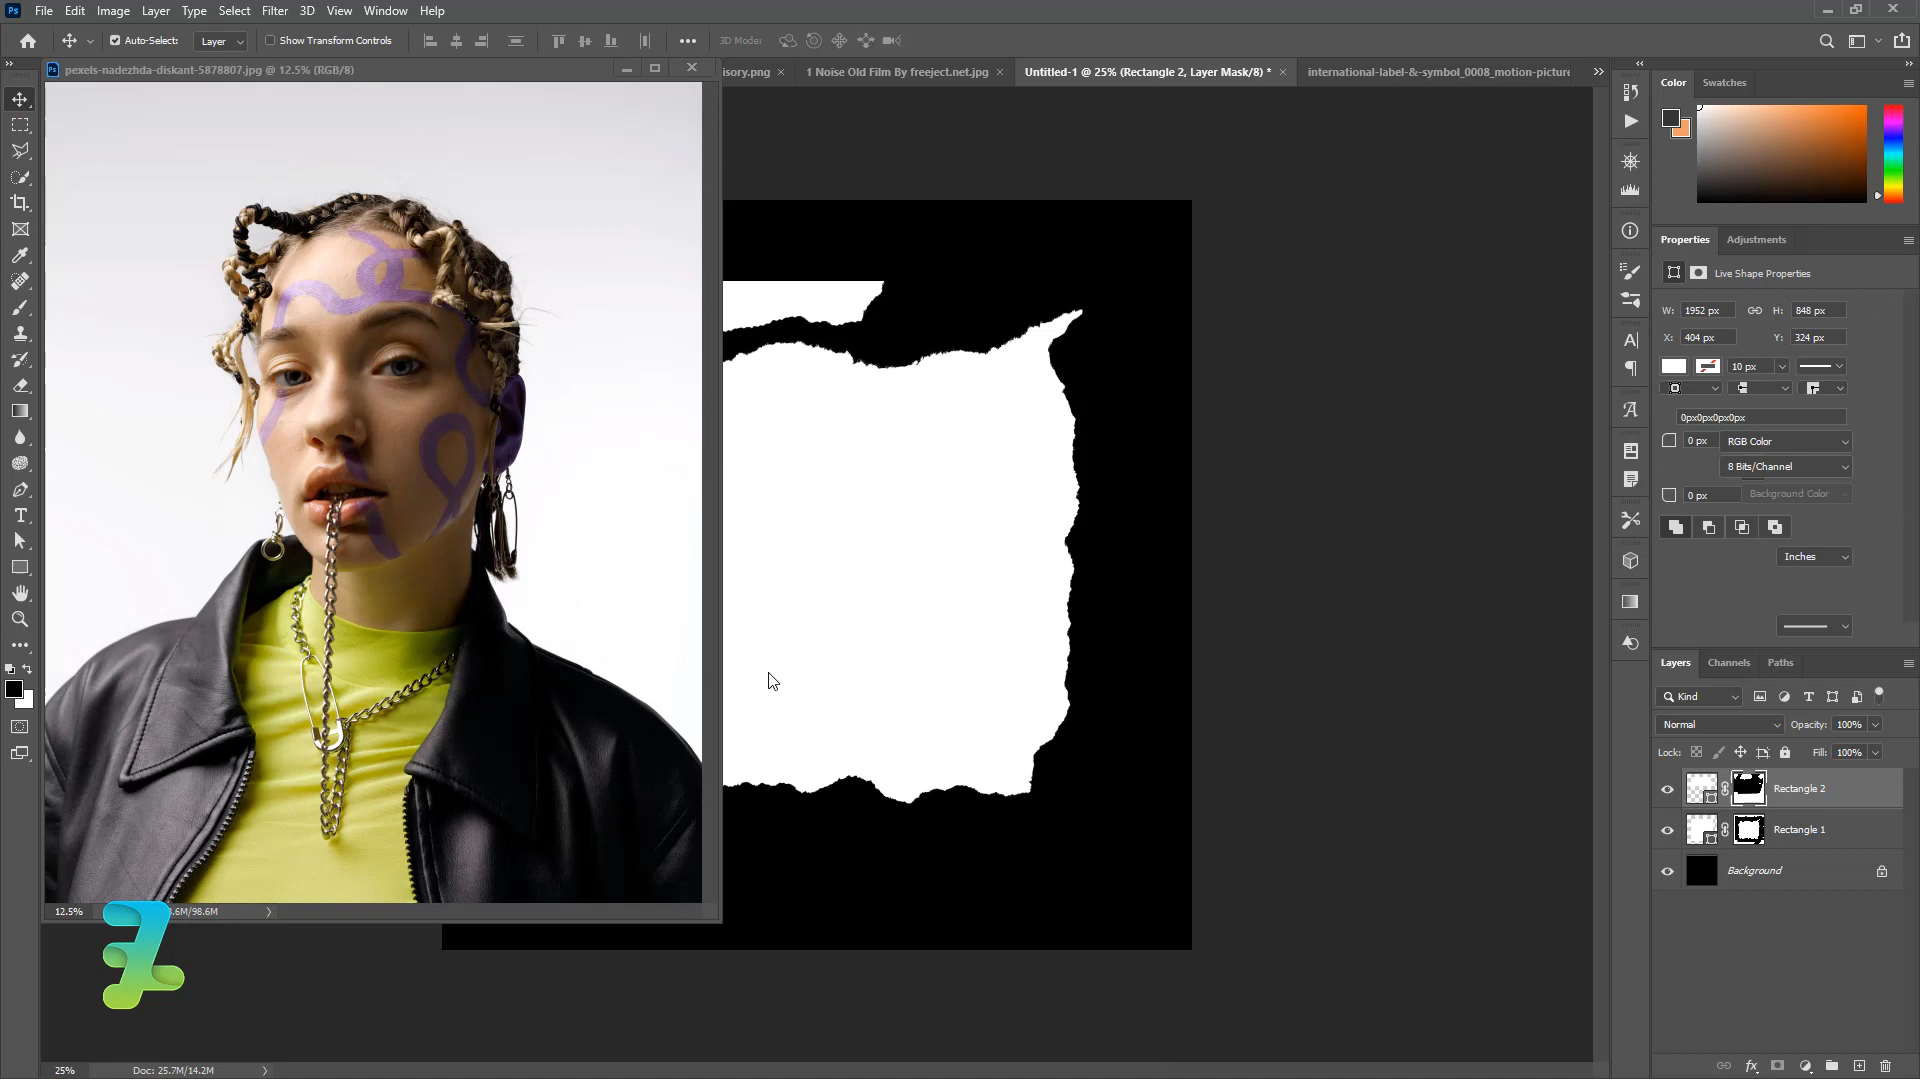 Ps File Edit Image Layer Type Select Filter 3D View Window Help
Auto-Select: Layer Show Transform Controls 3D Mode:
Ps pexels-nadezhda-diskant-5878807.jpg @ 12.5% (RGB/8)
isory.png 1 Noise Old Film By freeject.net.jpg Untitled-1 @ 25% (Rectangle 2, Layer Mask/8) * international-label-&-symbol_0008_motion-picture
Color Swatches
Properties Adjustments
Live Shape Properties
W: 1952 px H: 848 px
X: 404 px Y: 324 px
10 px
0px0px0px0px
0 px RGB Color
8 Bits/Channel
0 px Background Color
Inches
Layers Channels Paths
Kind
Normal Opacity: 100%
Lock: Fill: 100%
Rectangle 2
Rectangle 1
Background
12.5% .6M/98.6M
25% Doc: 25.7M/14.2M